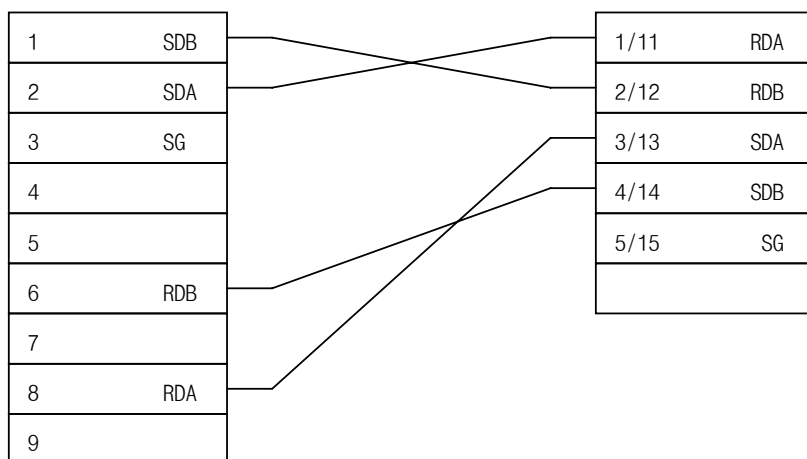 1 SDB
2 SDA
3 SG
4
5
6 RDB
7
8 RDA
9
1/11 RDA
2/12 RDB
3/13 SDA
4/14 SDB
5/15 SG